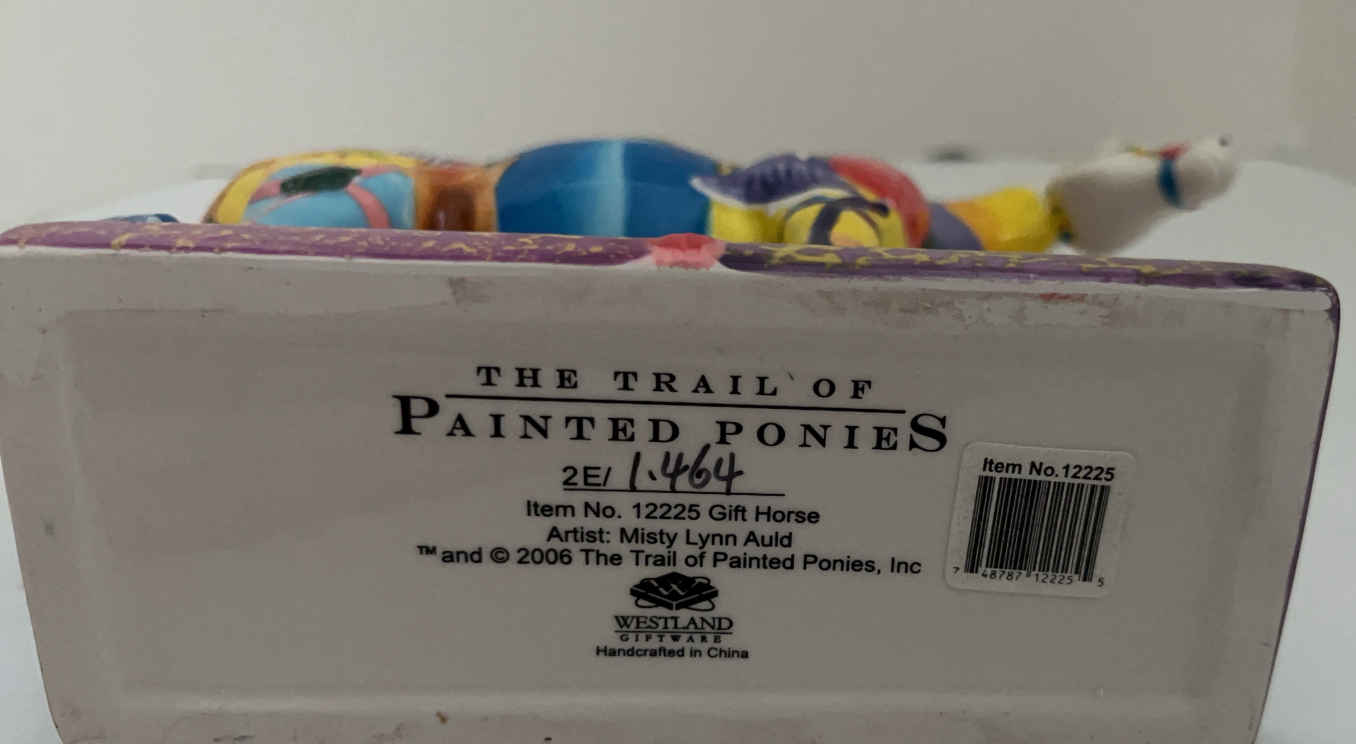 THE TRAIL OF
PAINTED PONIES
2E/ 1.464
Item No. 12225 Gift Horse
Artist: Misty Lynn Auld
™ and © 2006 The Trail of Painted Ponies, Inc
W
WESTLAND
GIFTWARE
Handcrafted in China
Item No.12225
7 48787 12225 5